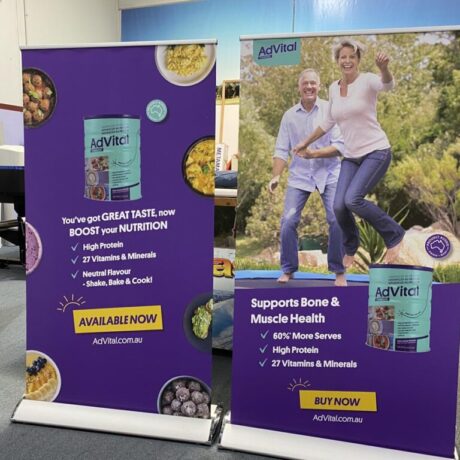 AdVital
You've got GREAT TASTE, now
BOOST your NUTRITION
✓ High Protein
✓ 27 Vitamins & Minerals
✓ Neutral Flavour
- Shake, Bake & Cook!
AVAILABLE NOW
AdVital.com.au
AdVital
AdVital
Supports Bone &
Muscle Health
✓ 60%* More Serves
✓ High Protein
✓ 27 Vitamins & Minerals
BUY NOW
AdVital.com.au